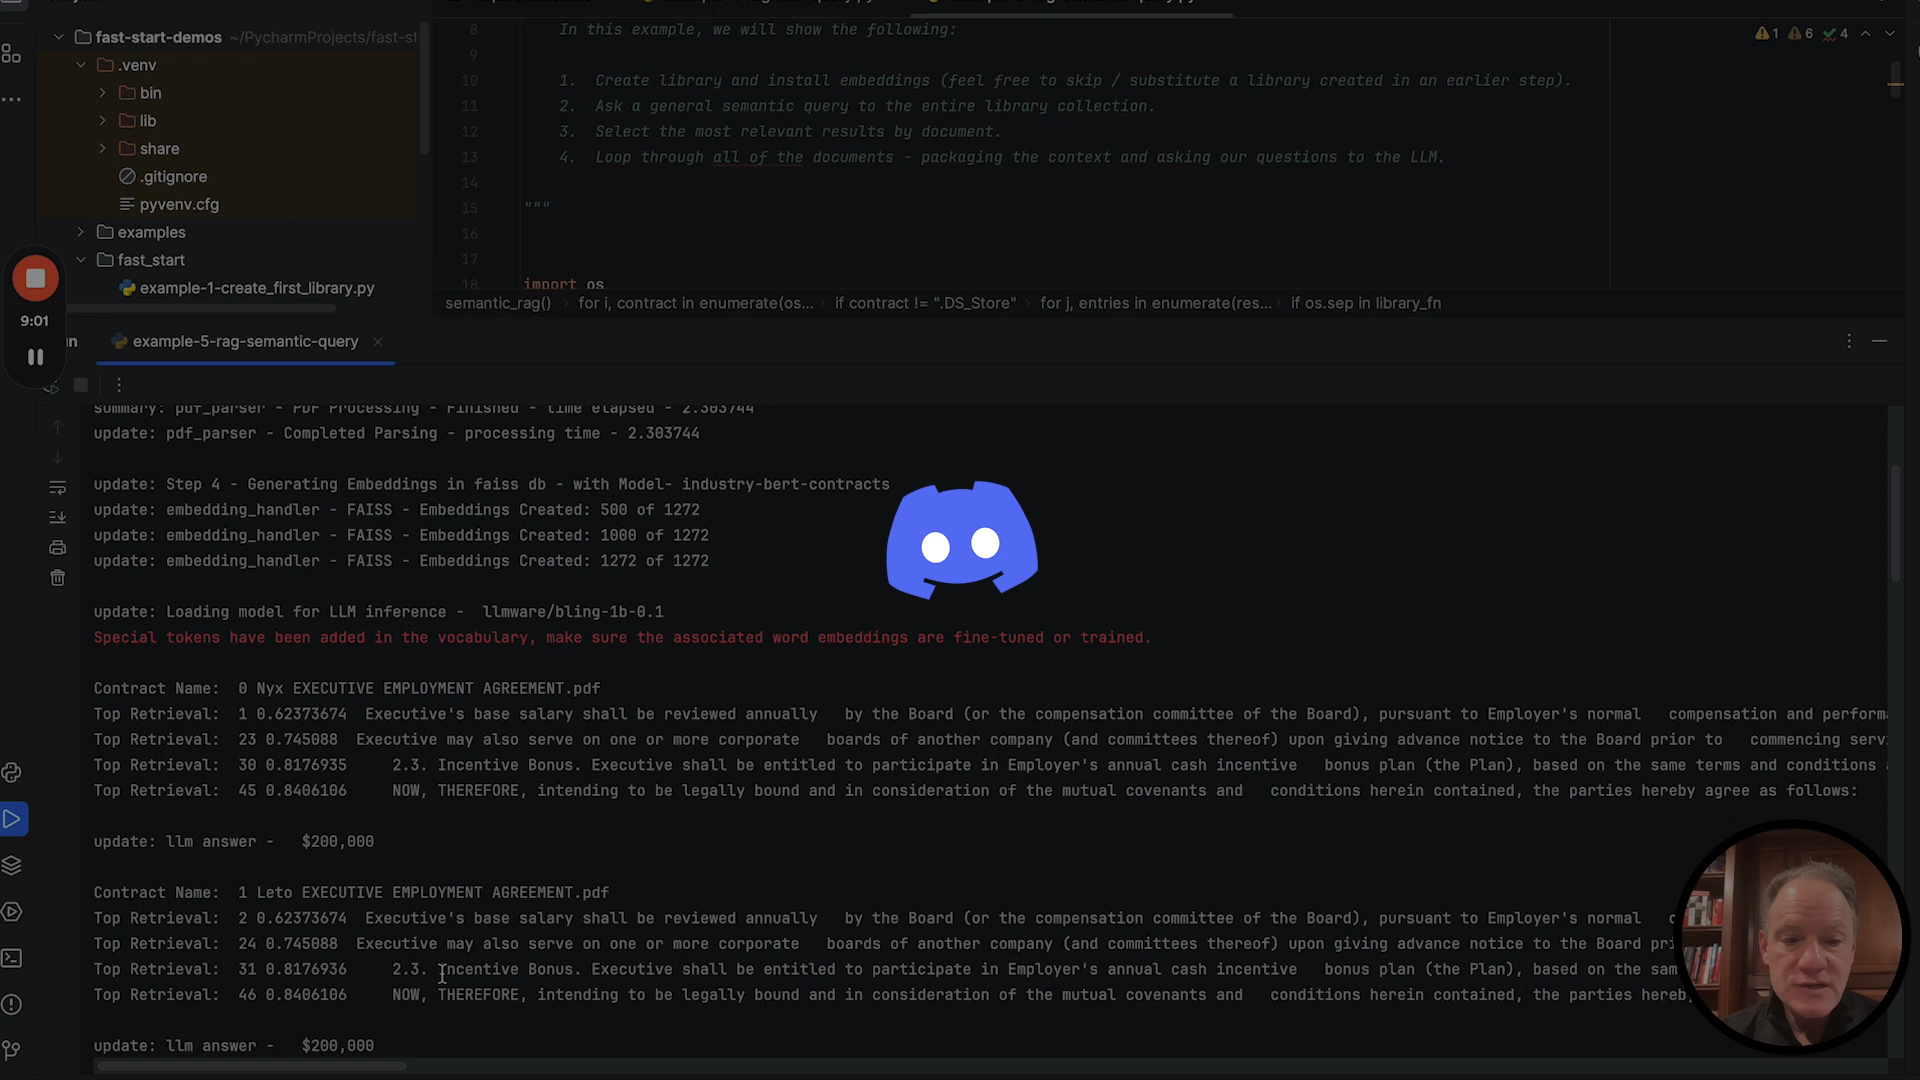 fast-start-demos ~/PycharmProjects/fast-st
.venv
bin
lib
share
.gitignore
pyvenv.cfg
examples
fast_start
example-1-create_first_library.py
9:01
8 In this example, we will show the following:
9
10 1. Create library and install embeddings (feel free to skip / substitute a library created in an earlier step).
11 2. Ask a general semantic query to the entire library collection.
12 3. Select the most relevant results by document.
13 4. Loop through all of the documents - packaging the context and asking our questions to the LLM.
14
15 """
16
17
18 import os
1 6 4
semantic_rag() › for i, contract in enumerate(os... › if contract != ".DS_Store" › for j, entries in enumerate(res... › if os.sep in library_fn
example-5-rag-semantic-query
summary: pdf_parser - PDF Processing - Finished - time elapsed - 2.303744
update: pdf_parser - Completed Parsing - processing time - 2.303744
update: Step 4 - Generating Embeddings in faiss db - with Model- industry-bert-contracts
update: embedding_handler - FAISS - Embeddings Created: 500 of 1272
update: embedding_handler - FAISS - Embeddings Created: 1000 of 1272
update: embedding_handler - FAISS - Embeddings Created: 1272 of 1272
update: Loading model for LLM inference - llmware/bling-1b-0.1
Special tokens have been added in the vocabulary, make sure the associated word embeddings are fine-tuned or trained.
Contract Name: 0 Nyx EXECUTIVE EMPLOYMENT AGREEMENT.pdf
Top Retrieval: 1 0.62373674 Executive's base salary shall be reviewed annually by the Board (or the compensation committee of the Board), pursuant to Employer's normal compensation and perform
Top Retrieval: 23 0.745088 Executive may also serve on one or more corporate boards of another company (and committees thereof) upon giving advance notice to the Board prior to commencing serv
Top Retrieval: 30 0.8176935 2.3. Incentive Bonus. Executive shall be entitled to participate in Employer's annual cash incentive bonus plan (the Plan), based on the same terms and conditions
Top Retrieval: 45 0.8406106 NOW, THEREFORE, intending to be legally bound and in consideration of the mutual covenants and conditions herein contained, the parties hereby agree as follows:
update: llm answer - $200,000
Contract Name: 1 Leto EXECUTIVE EMPLOYMENT AGREEMENT.pdf
Top Retrieval: 2 0.62373674 Executive's base salary shall be reviewed annually by the Board (or the compensation committee of the Board), pursuant to Employer's normal
Top Retrieval: 24 0.745088 Executive may also serve on one or more corporate boards of another company (and committees thereof) upon giving advance notice to the Board pri
Top Retrieval: 31 0.8176936 2.3. Incentive Bonus. Executive shall be entitled to participate in Employer's annual cash incentive bonus plan (the Plan), based on the sam
Top Retrieval: 46 0.8406106 NOW, THEREFORE, intending to be legally bound and in consideration of the mutual covenants and conditions herein contained, the parties hereb
update: llm answer - $200,000